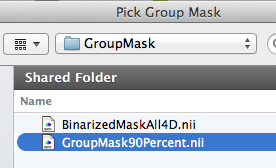 Pick Group Mask
GroupMask
Shared Folder
Name
BinarizedMaskAll4D.nii
GroupMask90Percent.nii